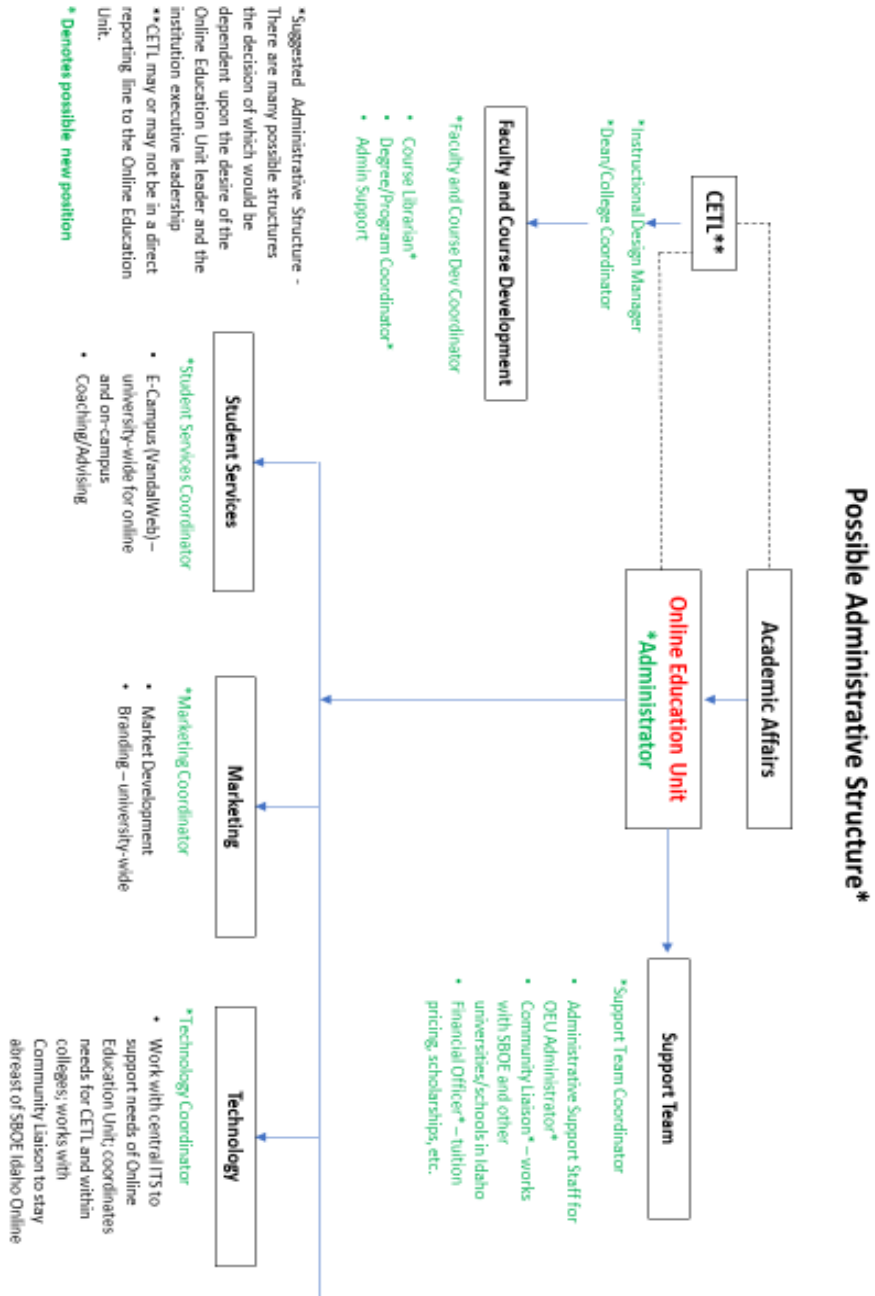 Possible Administrative Structure*
Academic Affairs
Online Education Unit
*Administrator
CETL**
*Instructional Design Manager
*Dean/College Coordinator
Faculty and Course Development
*Faculty and Course Dev Coordinator
• Course Librarian*
• Degree/Program Coordinator*
• Admin Support
Support Team
*Support Team Coordinator
• Administrative Support Staff for
OEU Administrator*
• Community Liaison* – works
with SBOE and other
universities/schools in Idaho
• Financial Officer* – tuition
pricing, scholarships, etc.
Student Services
*Student Services Coordinator
• E-Campus (VandalWeb) –
university-wide for online
and on-campus
• Coaching/Advising
Marketing
*Marketing Coordinator
• Market Development
• Branding – university-wide
Technology
*Technology Coordinator
• Work with central ITS to
support needs of Online
Education Unit; coordinates
needs for CETL and within
colleges; works with
Community Liaison to stay
abreast of SBOE Idaho Online
*Suggested Administrative Structure -
There are many possible structures
the decision of which would be
dependent upon the desire of the
Online Education Unit leader and the
institution executive leadership
**CETL may or may not be in a direct
reporting line to the Online Education
Unit.
* Denotes possible new position